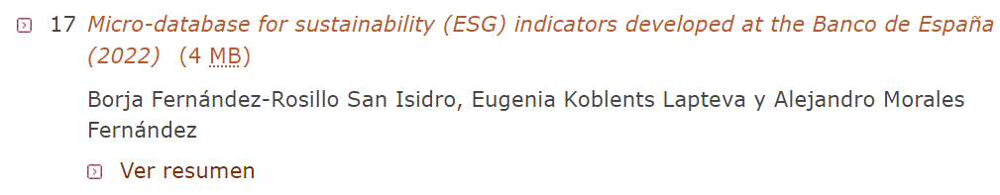 17 Micro-database for sustainability (ESG) indicators developed at the Banco de España
(2022) (4 MB)
Borja Fernández-Rosillo San Isidro, Eugenia Koblents Lapteva y Alejandro Morales
Fernández
Ver resumen